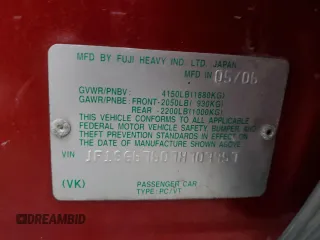 MFD BY FUJI HEAVY IND. LTD. JAPAN
MFD IN 05/06
GVWR/PNBV: 4150LB(1880KG)
GAWR/PNBE: FRONT-2050LB( 930KG)
REAR -2200LB(1000KG)
THIS VEHICLE CONFORMS TO ALL APPLICABLE
FEDERAL MOTOR VEHICLE SAFETY, BUMPER, AND
THEFT PREVENTION STANDARDS IN EFFECT ON
THE DATE OF MANUFACTURE SHOWN ABOVE
VIN
(VK)
PASSENGER CAR
TYPE: PC/VT
DREAMBID